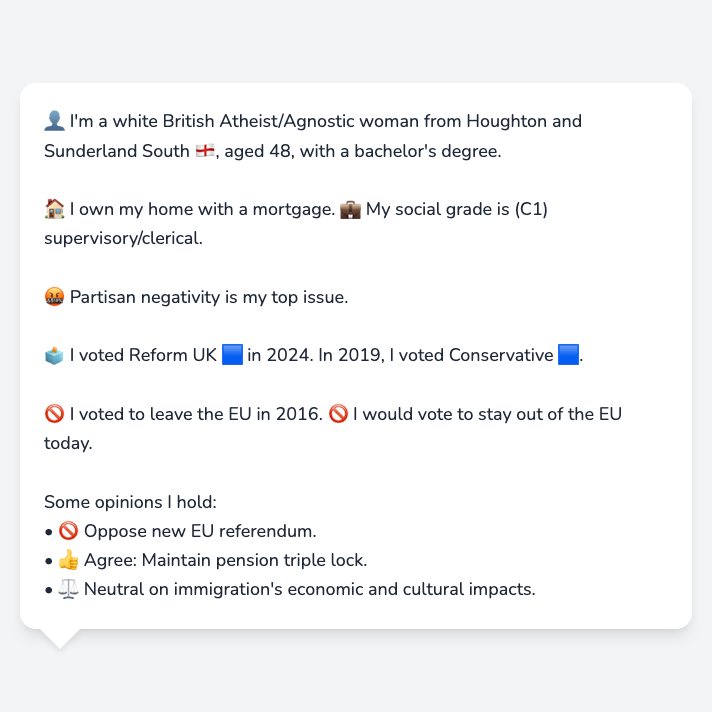 👤 I'm a white British Atheist/Agnostic woman from Houghton and
Sunderland South 🏴󠁧󠁢󠁥󠁮󠁧󠁿, aged 48, with a bachelor's degree.
🏠 I own my home with a mortgage. 💼 My social grade is (C1)
supervisory/clerical.
🤬 Partisan negativity is my top issue.
🗳️ I voted Reform UK 🟦 in 2024. In 2019, I voted Conservative 🟦.
🚫 I voted to leave the EU in 2016. 🚫 I would vote to stay out of the EU
today.
Some opinions I hold:
• 🚫 Oppose new EU referendum.
• 👍 Agree: Maintain pension triple lock.
• ⚖️ Neutral on immigration's economic and cultural impacts.